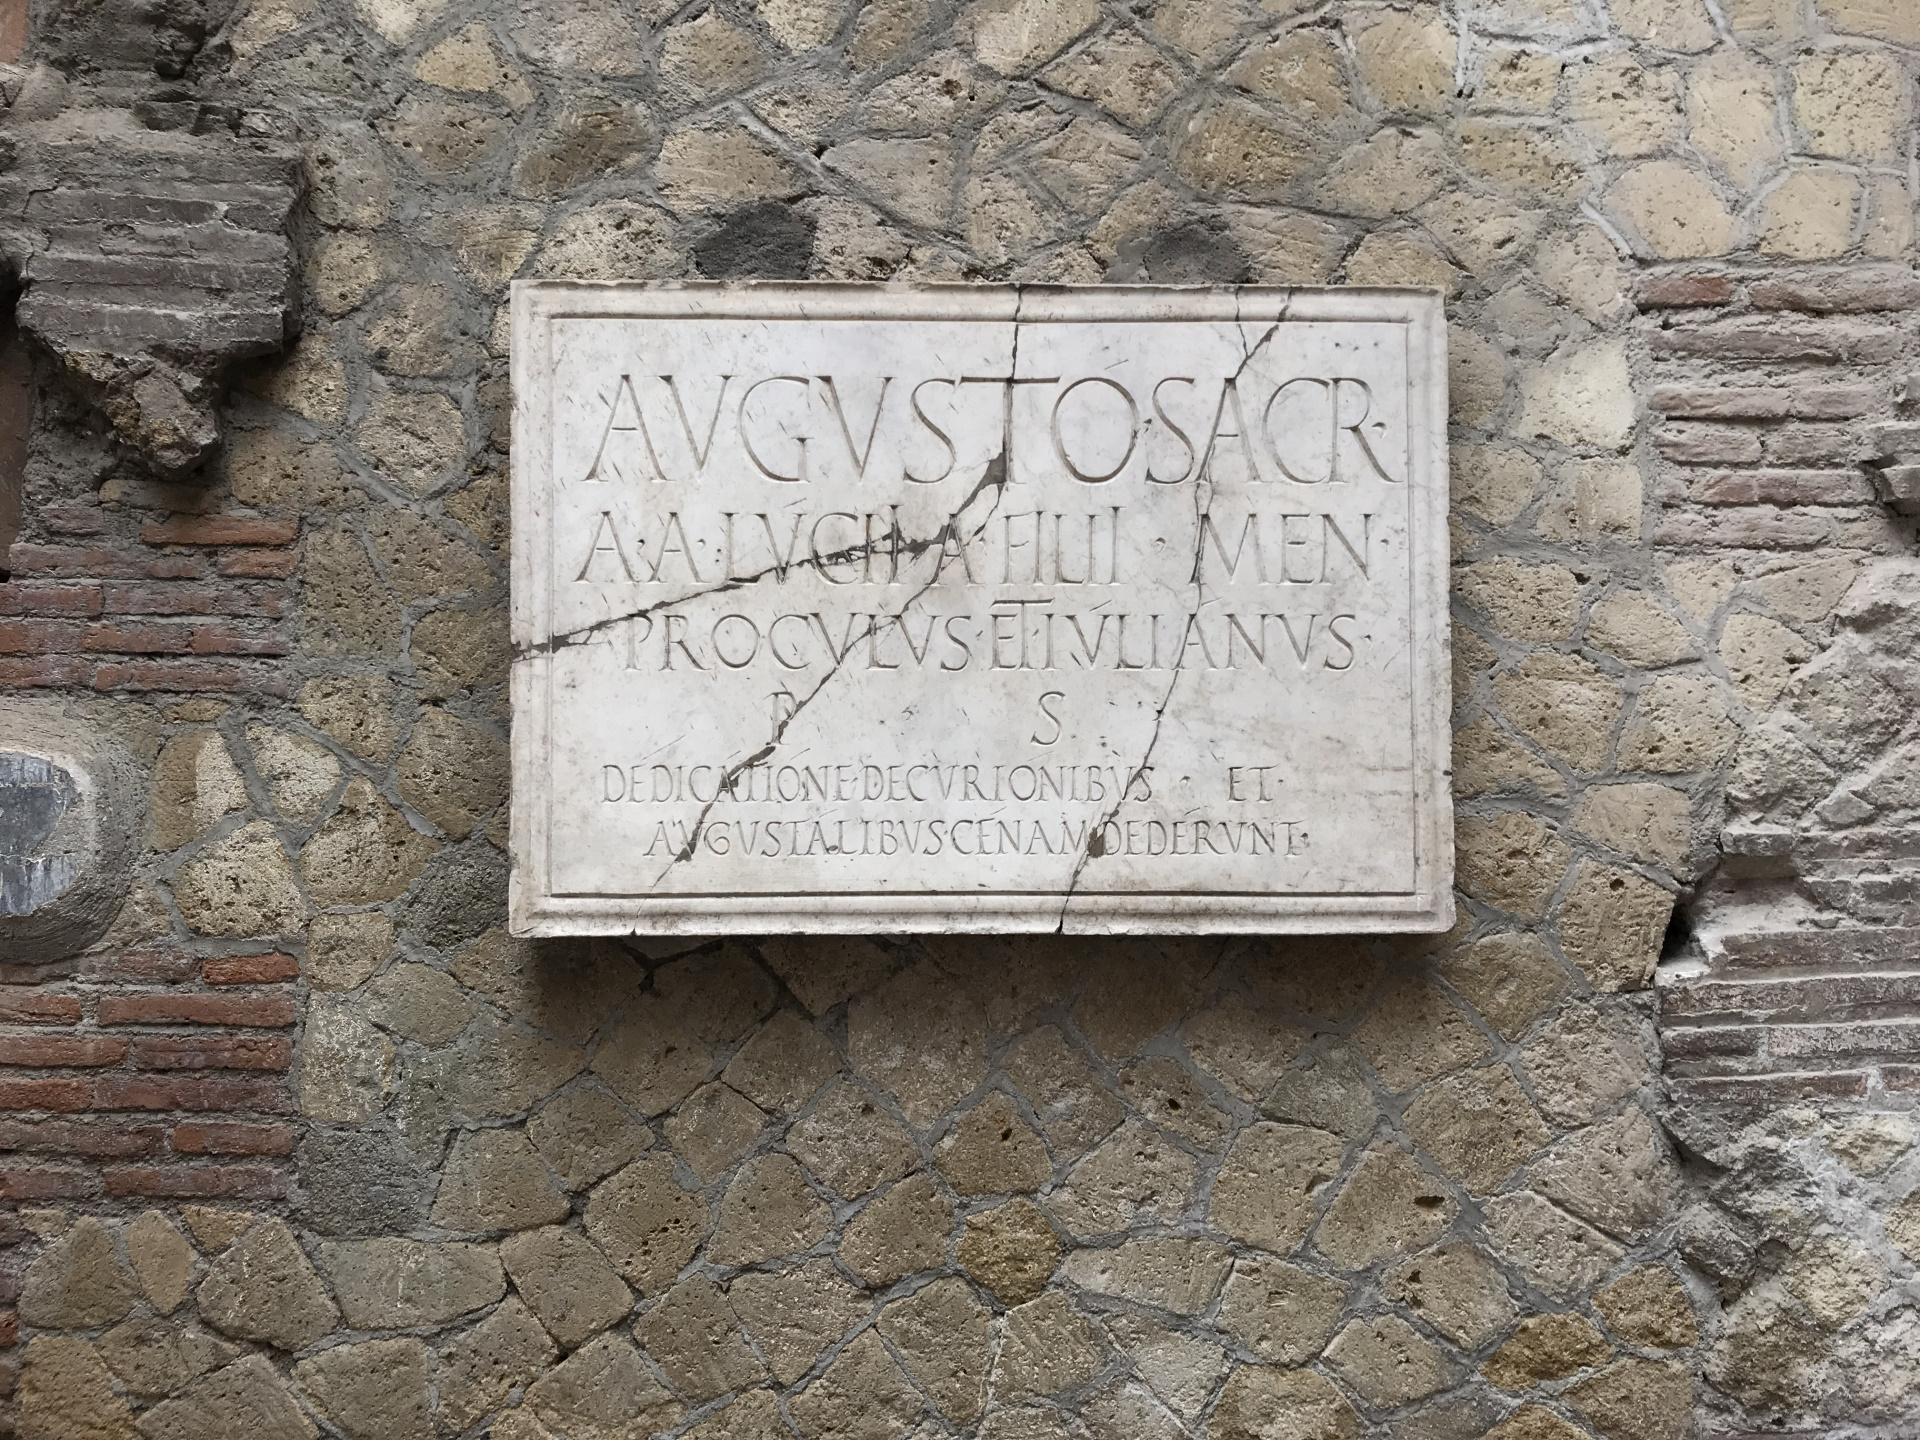 AVGVSTO·SACR·
A·A·LVCII·A·FILII·MEN·
PROCVLVS·ET·IVLIANVS·
P·S
DEDICATIONE·DECVRIONIBVS·ET·
AVGVSTALIBVS·CENAM·DEDERVNT·